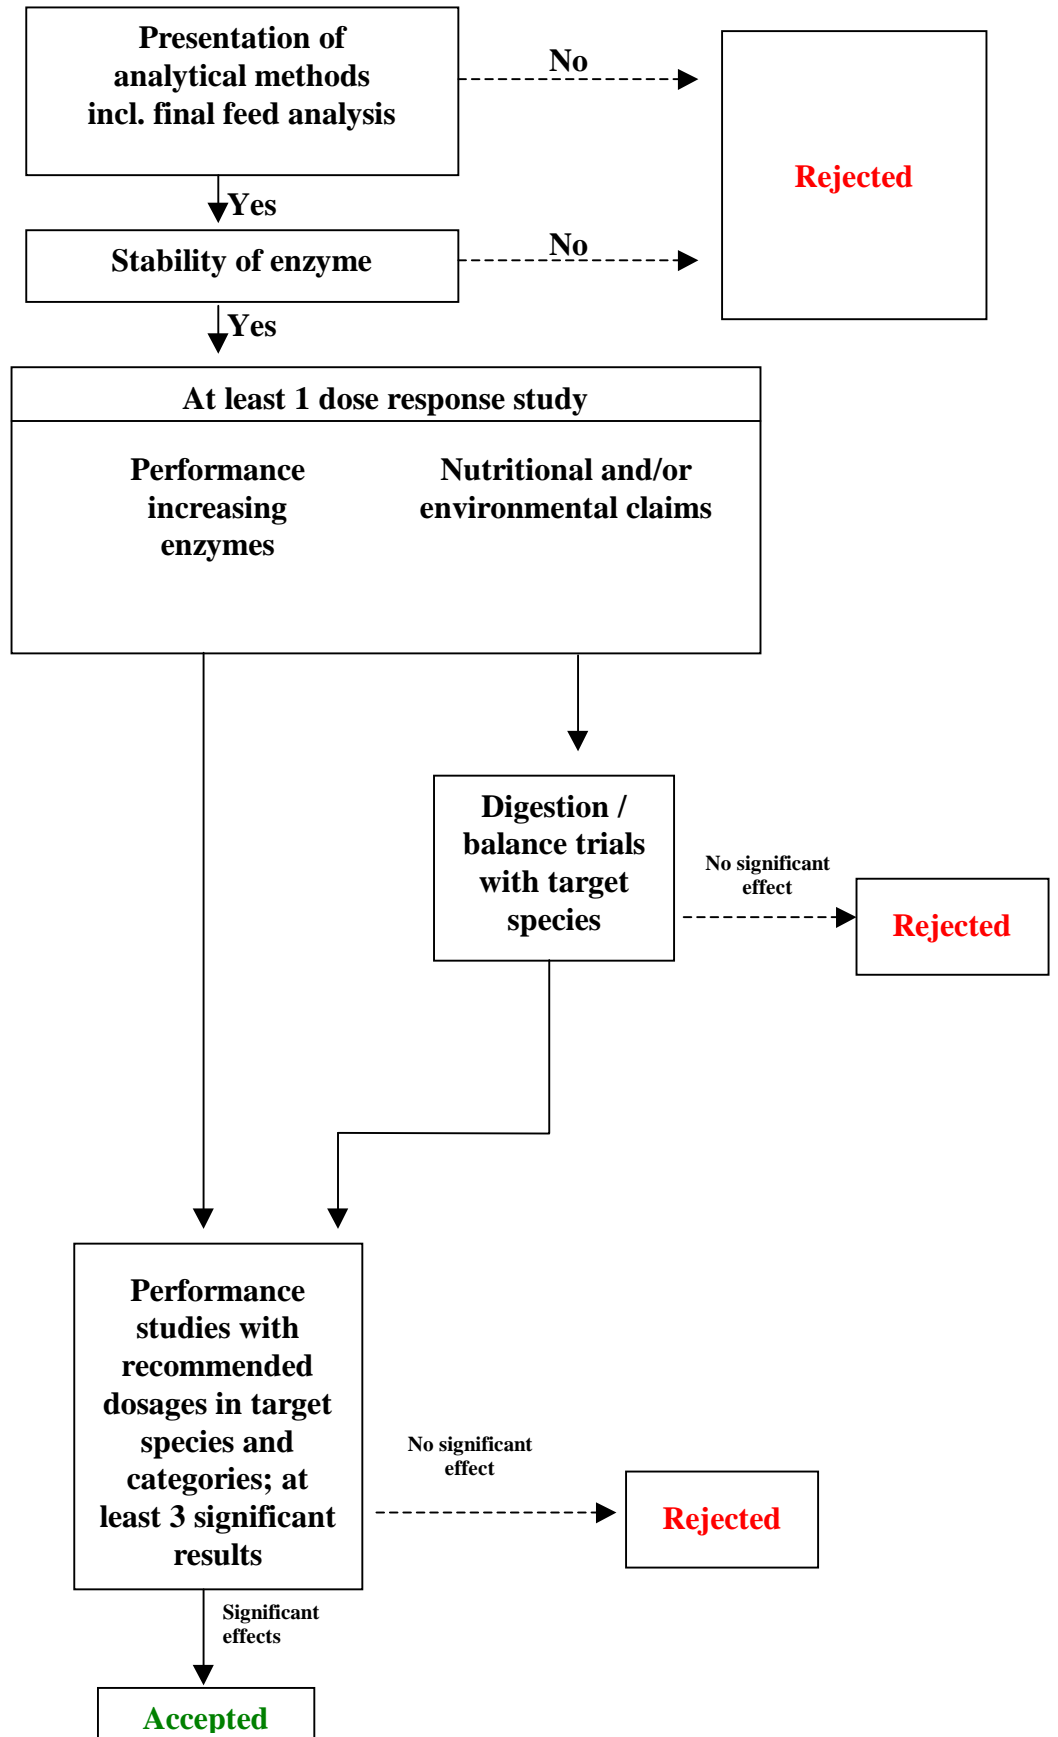 Presentation of
analytical methods
incl. final feed analysis
No
Rejected
Yes
Stability of enzyme
No
Yes
At least 1 dose response study
Performance
increasing
enzymes
Nutritional and/or
environmental claims
Digestion /
balance trials
with target
species
No significant
effect
Rejected
Performance
studies with
recommended
dosages in target
species and
categories; at
least 3 significant
results
No significant
effect
Rejected
Significant
effects
Accepted